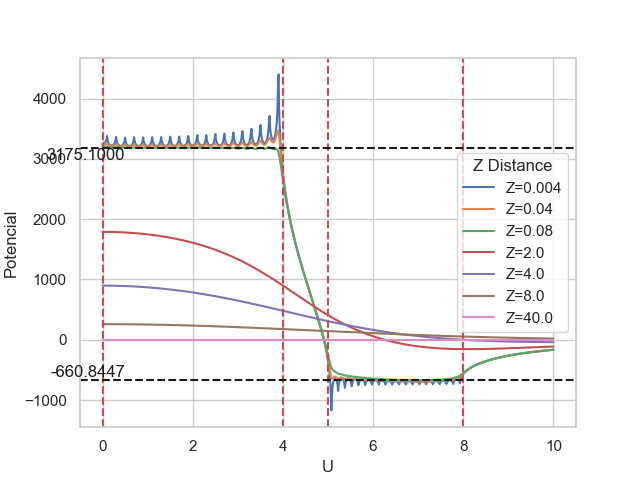 4000
3175.1000
3000
2000
1000
0
-660.8447
−1000
Potencial
0
2
4
6
8
10
U
Z Distance
Z=0.004
Z=0.04
Z=0.08
Z=2.0
Z=4.0
Z=8.0
Z=40.0